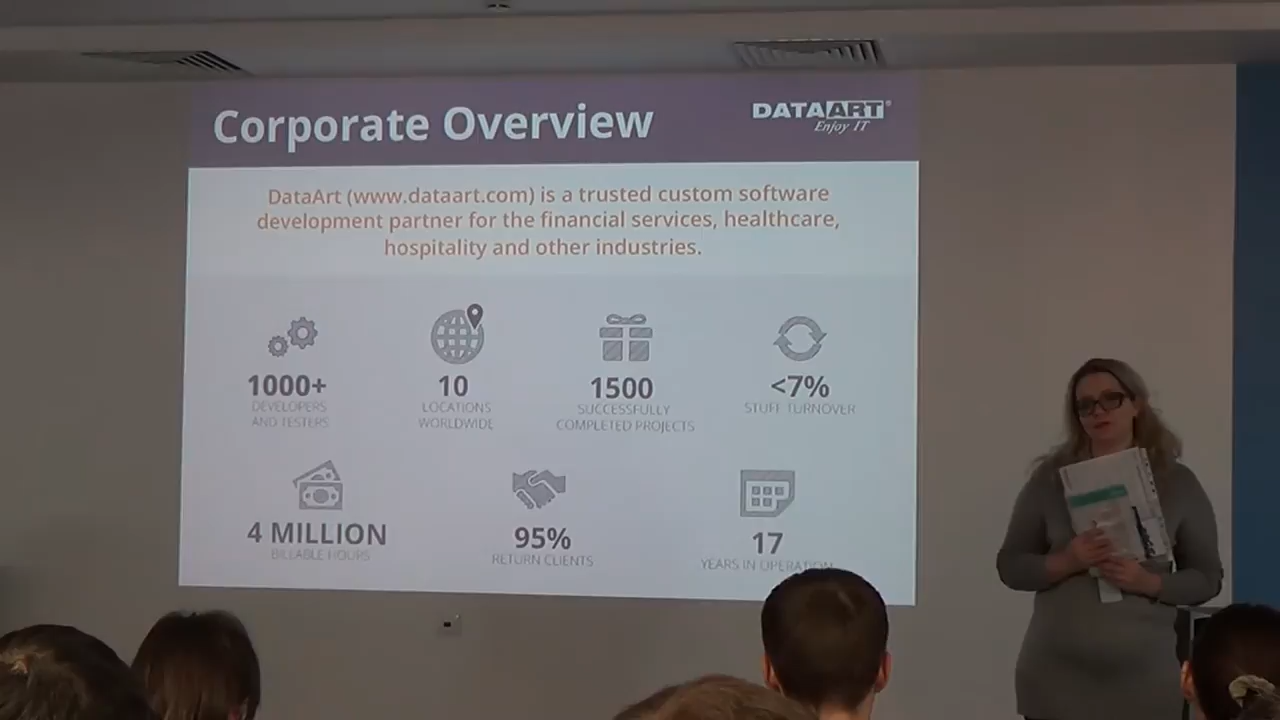 Corporate Overview
DATAART®
Enjoy IT
DataArt (www.dataart.com) is a trusted custom software
development partner for the financial services, healthcare,
hospitality and other industries.
1000+
DEVELOPERS
AND TESTERS
10
LOCATIONS
WORLDWIDE
1500
SUCCESSFULLY
COMPLETED PROJECTS
<7%
STUFF TURNOVER
4 MILLION
BILLABLE HOURS
95%
RETURN CLIENTS
17
YEARS IN OPERATION